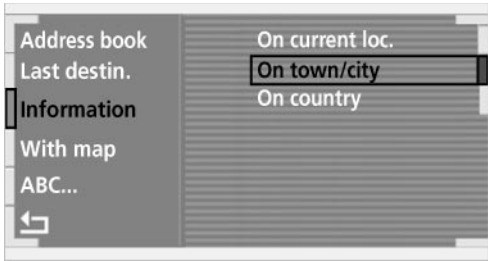 Address book
Last destin.
Information
With map
ABC...
On current loc.
On town/city
On country